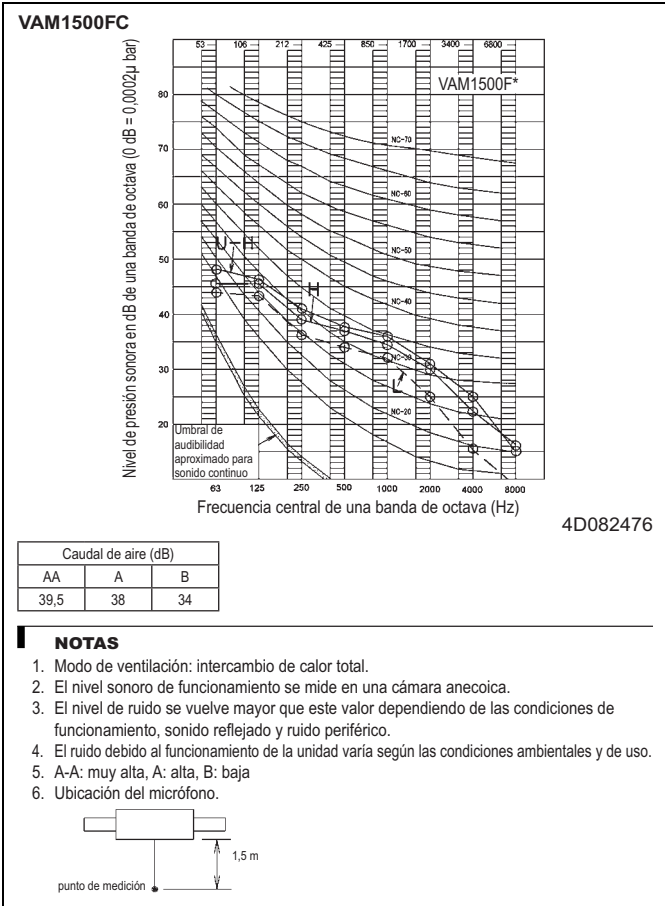 VAM1500FC
53 106 212 425 850 1700 3400 6800
VAM1500F*
Nivel de presión sonora en dB de una banda de octava (0 dB = 0,0002µ bar)
80
70
60
50
40
30
20
NC-70
NC-60
NC-50
NC-40
NC-30
NC-20
U-H
H
L
Umbral de
audibilidad
aproximado para
sonido continuo
63 125 250 500 1000 2000 4000 8000
Frecuencia central de una banda de octava (Hz)
4D082476
Caudal de aire (dB)
AA A B
39,5 38 34
NOTAS
1. Modo de ventilación: intercambio de calor total.
2. El nivel sonoro de funcionamiento se mide en una cámara anecoica.
3. El nivel de ruido se vuelve mayor que este valor dependiendo de las condiciones de
funcionamiento, sonido reflejado y ruido periférico.
4. El ruido debido al funcionamiento de la unidad varía según las condiciones ambientales y de uso.
5. A-A: muy alta, A: alta, B: baja
6. Ubicación del micrófono.
1,5 m
punto de medición